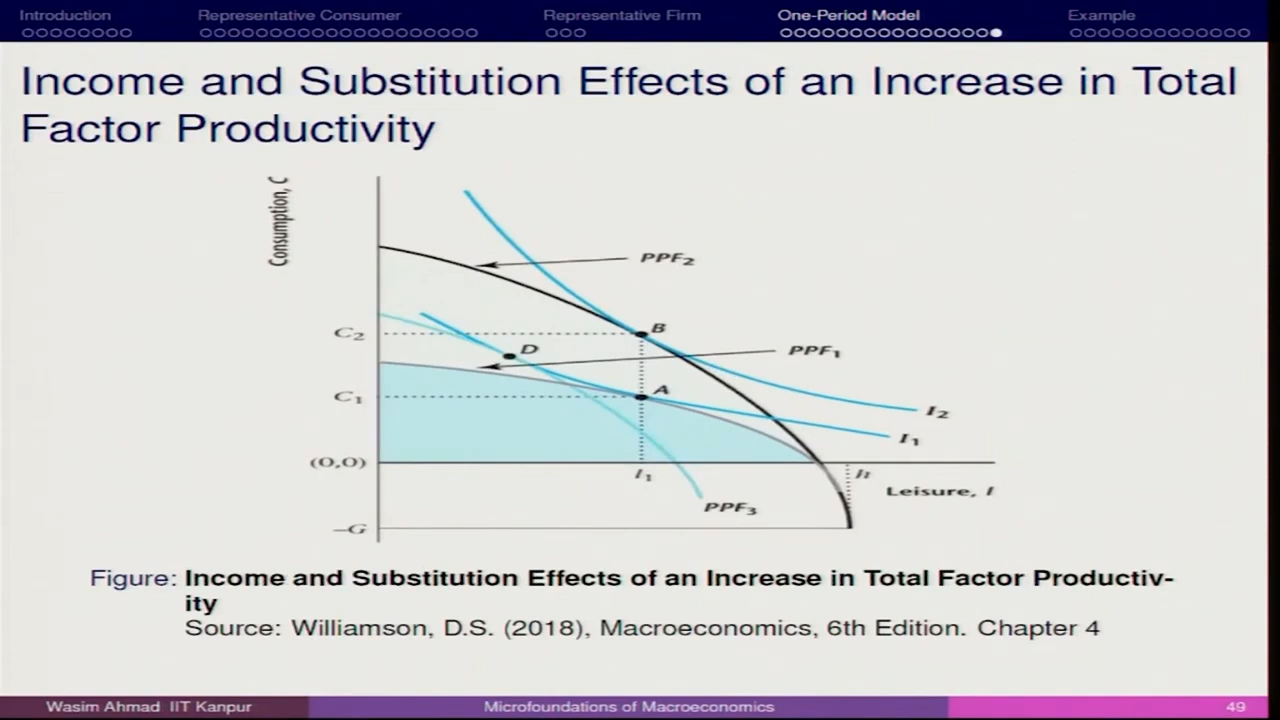 Introduction Representative Consumer Representative Firm One-Period Model Example
Income and Substitution Effects of an Increase in Total
Factor Productivity
Consumption, C
PPF2
C2
B
D
PPF1
C1
A
I2
I1
(0,0)
l1
h
Leisure, l
PPF3
–G
Figure: Income and Substitution Effects of an Increase in Total Factor Productiv-
ity
Source: Williamson, D.S. (2018), Macroeconomics, 6th Edition. Chapter 4
Wasim Ahmad IIT Kanpur Microfoundations of Macroeconomics 49